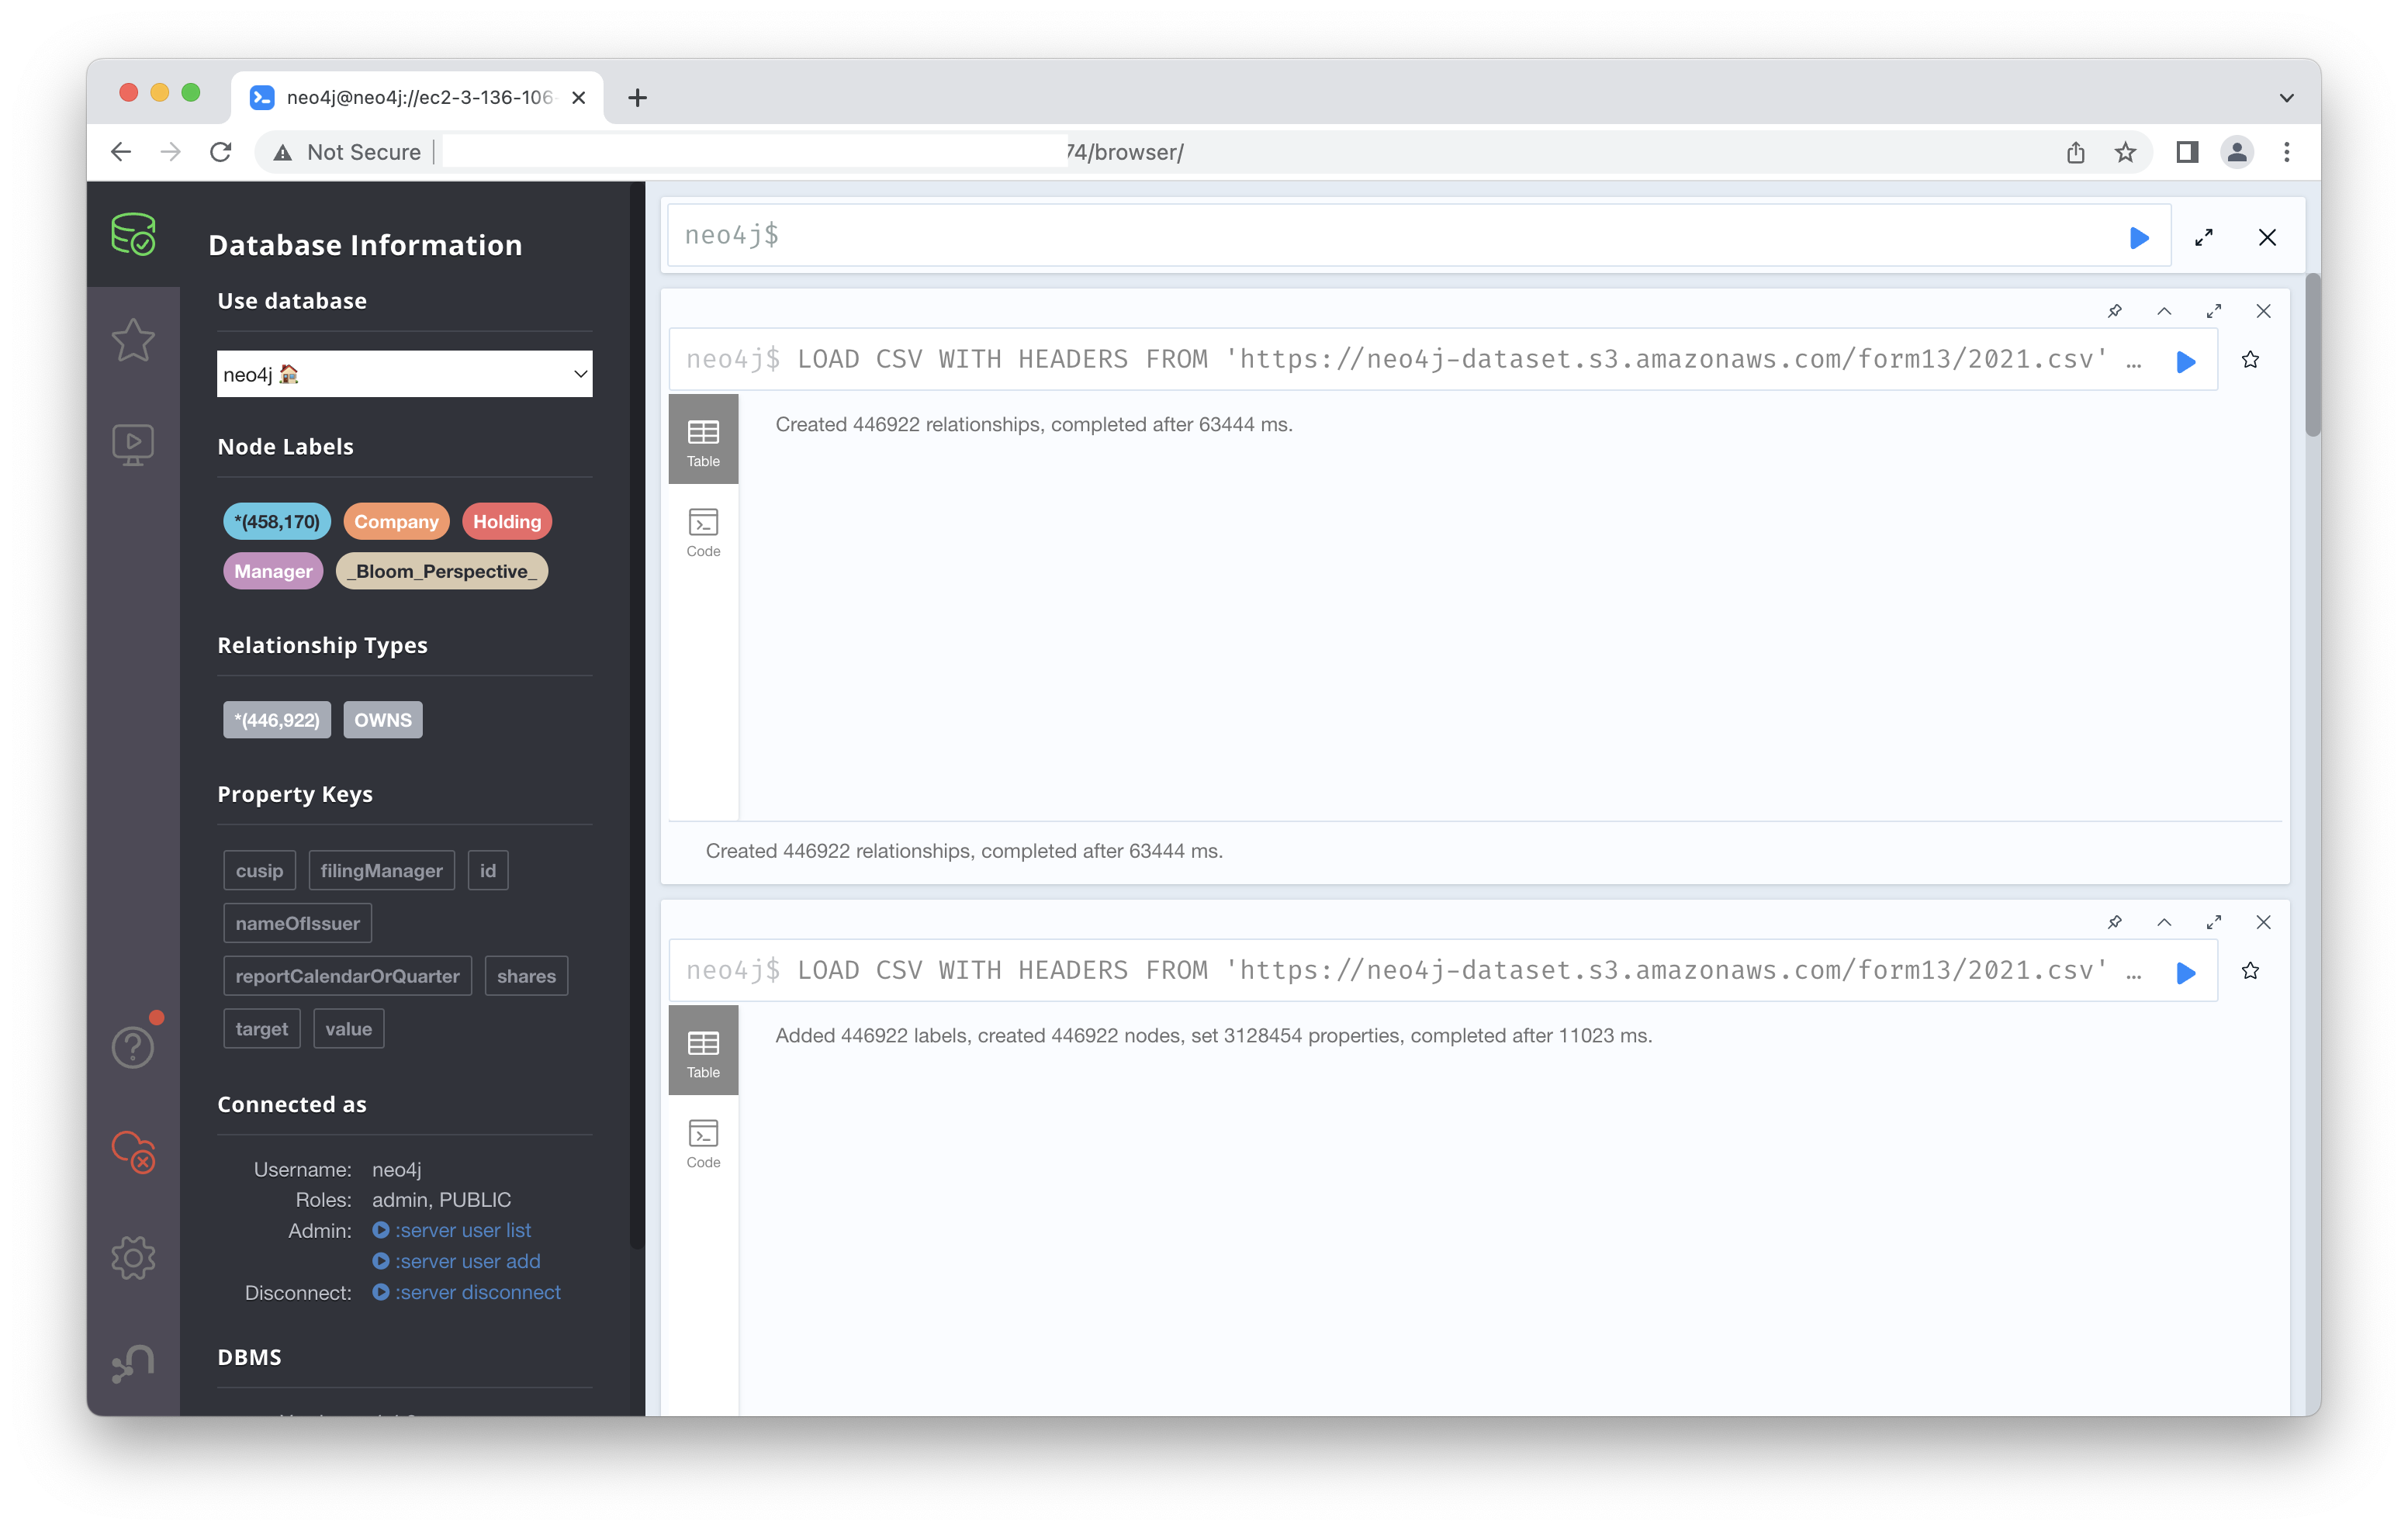 neo4j@neo4j://ec2-3-136-106
Not Secure
74/browser/
Database Information
Use database
neo4j
Node Labels
*(458,170) Company Holding
Manager _Bloom_Perspective_
Relationship Types
*(446,922) OWNS
Property Keys
cusip filingManager id
nameOfIssuer
reportCalendarOrQuarter shares
target value
Connected as
Username: neo4j
Roles: admin, PUBLIC
Admin: :server user list
:server user add
Disconnect: :server disconnect
DBMS
neo4j$
neo4j$ LOAD CSV WITH HEADERS FROM 'https://neo4j-dataset.s3.amazonaws.com/form13/2021.csv' …
Table
Code
Created 446922 relationships, completed after 63444 ms.
Created 446922 relationships, completed after 63444 ms.
neo4j$ LOAD CSV WITH HEADERS FROM 'https://neo4j-dataset.s3.amazonaws.com/form13/2021.csv' …
Table
Code
Added 446922 labels, created 446922 nodes, set 3128454 properties, completed after 11023 ms.